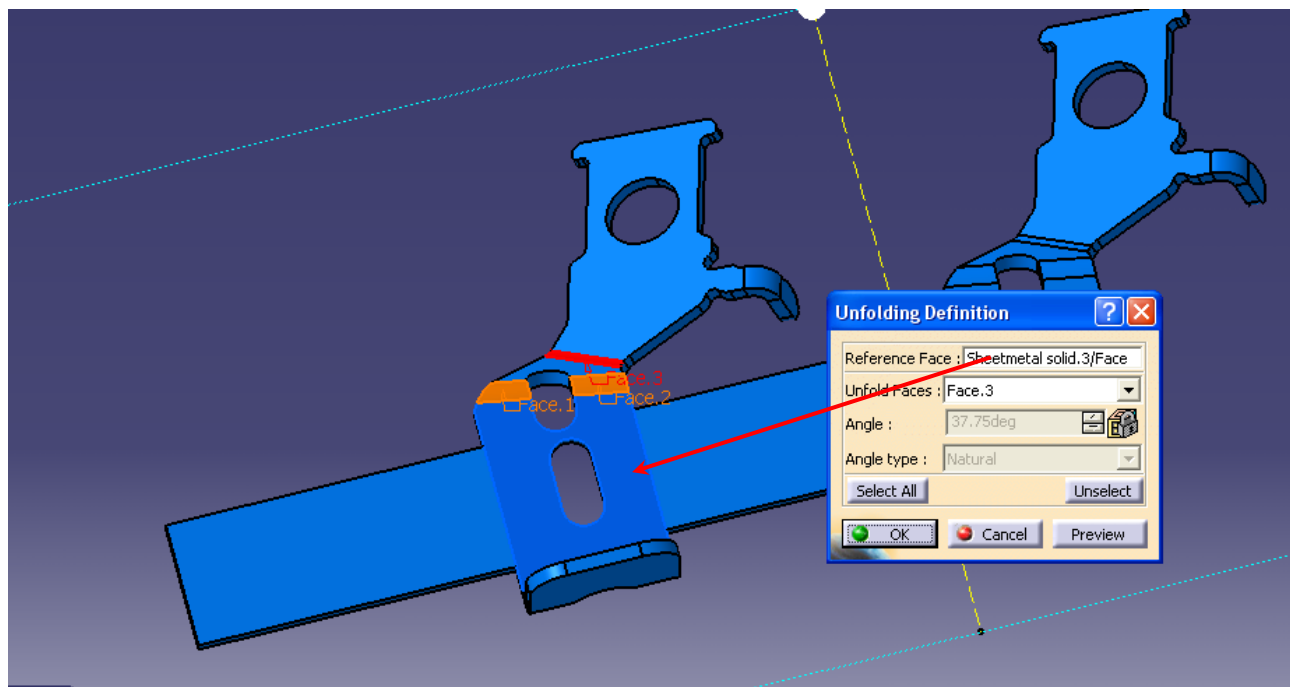 Unfolding Definition
Reference Face : Sheetmetal solid.3/Face
Unfold Faces : Face.3
Angle : 37.75deg
Angle type : Natural
Select All Unselect
OK Cancel Preview
Face.3
Face.1 Face.2